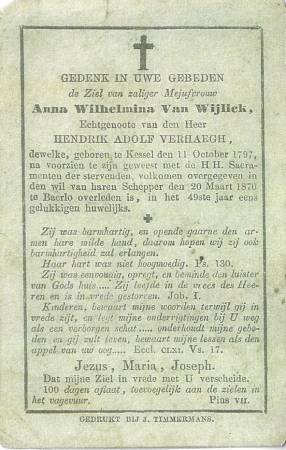 GEDENK IN UWE GEBEDEN
de Ziel van zaliger Mejufvrouw
Anna Wilhelmina Van Wijlick,
Echtgenoote van den Heer
HENDRIK ADOLF VERHAEGH,
dewelke, geboren te Kessel den 11 October 1797,
na voorzien te zijn geweest met de H.H. Sacra-
menten der stervenden, volkomen overgegeven in
den wil van haren Schepper den 20 Maart 1870
te Baerlo overleden is, in het 49ste jaar eens
gelukkigen huwelijks.
Zij was barmhartig, en opende gaarne den ar-
men hare milde hand, daarom hopen wij zij ook
barmhartigheid zal erlangen.
Haar hart was niet hoogmoedig. Ps. 130.
Zij was eenvoudig, opregt, en beminde den luister
van Gods huis..... Zij leefde in de vrees des Hee-
ren en is in vrede gestorven. Job. I.
Kinderen, bewaart mijne woorden terwijl gij in
vrede zijt, en legt mijne onderrigtingen bij U weg
als een verborgen schat..... onderhoudt mijne gebo-
den en gij zult leven, bewaart mijne lessen als den
appel van uw oog..... Eccl. CLXI. Vs. 17.
Jezus, Maria, Joseph.
Dat mijne Ziel in vrede met U verscheide.
100 dagen aflaat, toevoegelijk aan de zielen in
het vagevuur. Pius VII.
GEDRUKT BIJ J. TIMMERMANS.